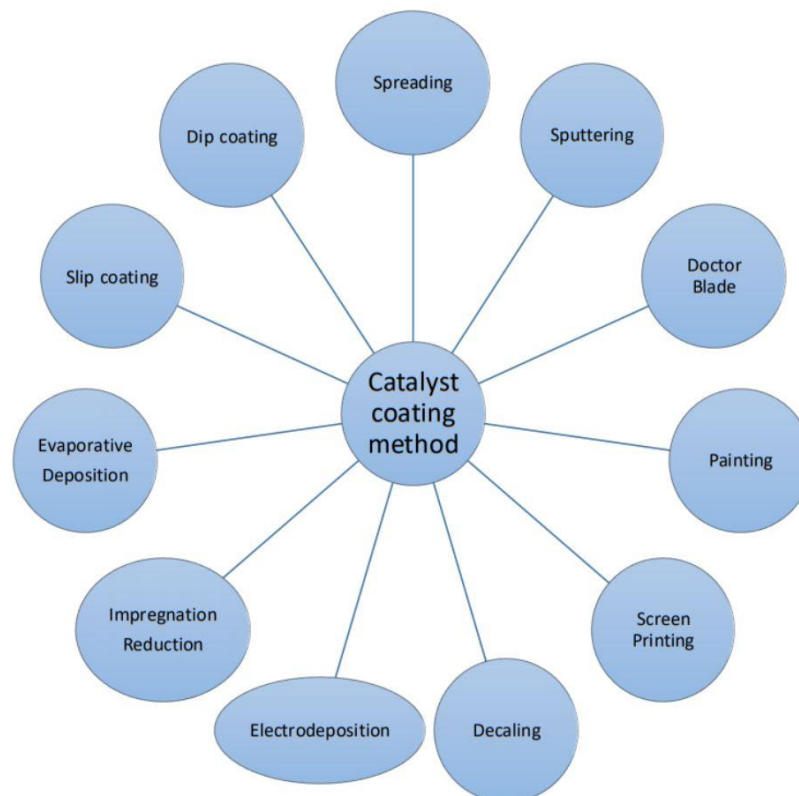 Spreading
Sputtering
Doctor
Blade
Painting
Screen
Printing
Decaling
Electrodeposition
Impregnation
Reduction
Evaporative
Deposition
Slip coating
Dip coating
Catalyst
coating
method